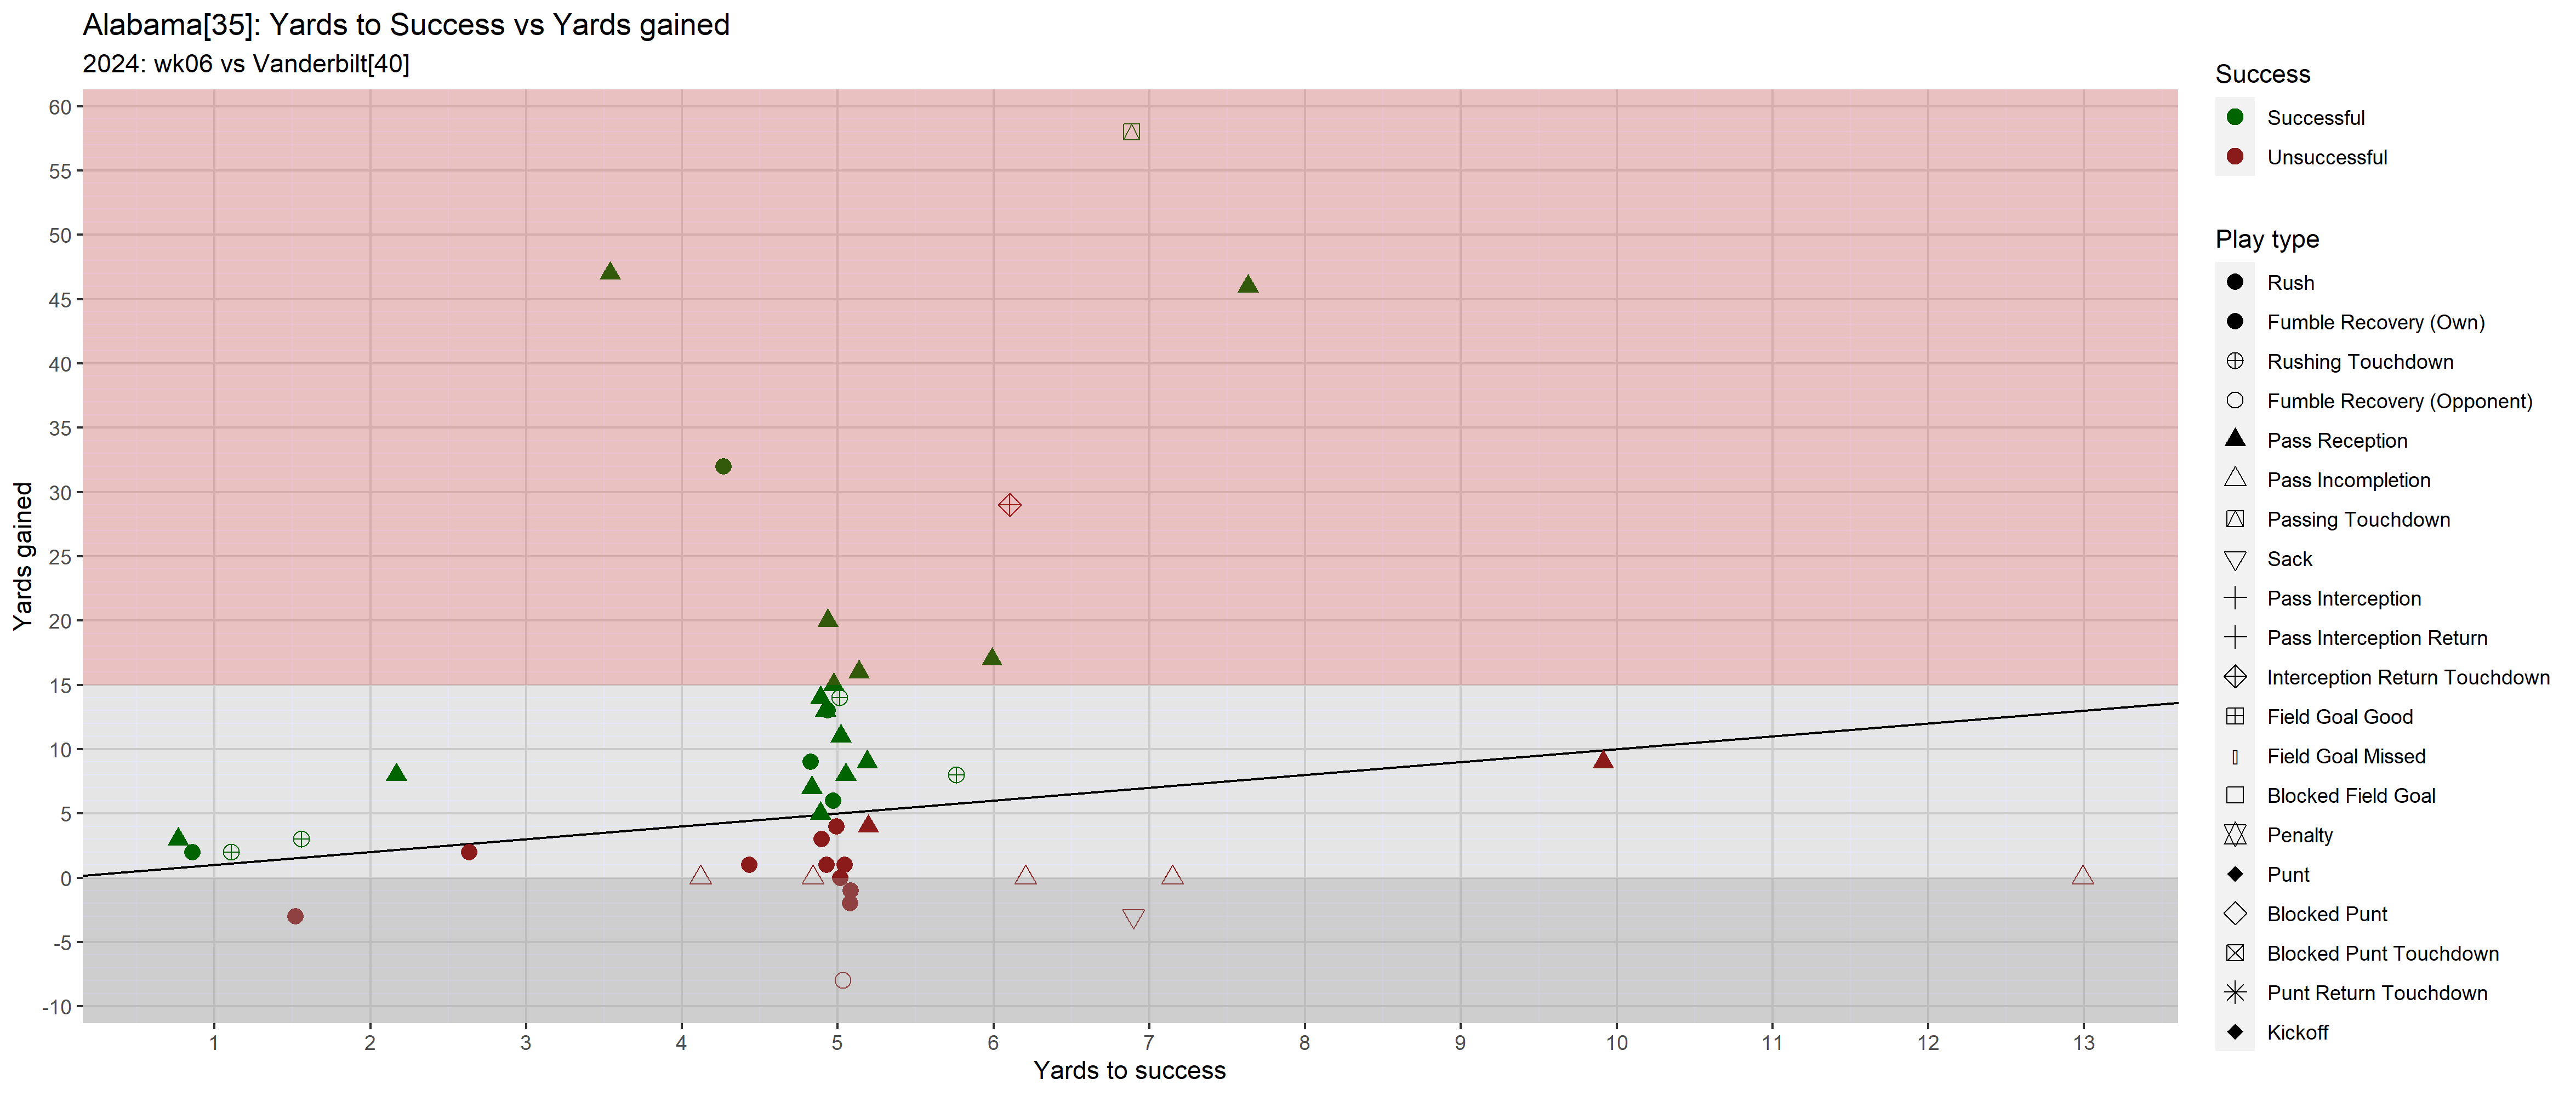 Alabama[35]: Yards to Success vs Yards gained
2024: wk06 vs Vanderbilt[40]
Yards gained
60
55
50
45
40
35
30
25
20
15
10
5
0
-5
-10
1 2 3 4 5 6 7 8 9 10 11 12 13
Yards to success
Success
Successful
Unsuccessful
Play type
Rush
Fumble Recovery (Own)
Rushing Touchdown
Fumble Recovery (Opponent)
Pass Reception
Pass Incompletion
Passing Touchdown
Sack
Pass Interception
Pass Interception Return
Interception Return Touchdown
Field Goal Good
Field Goal Missed
Blocked Field Goal
Penalty
Punt
Blocked Punt
Blocked Punt Touchdown
Punt Return Touchdown
Kickoff